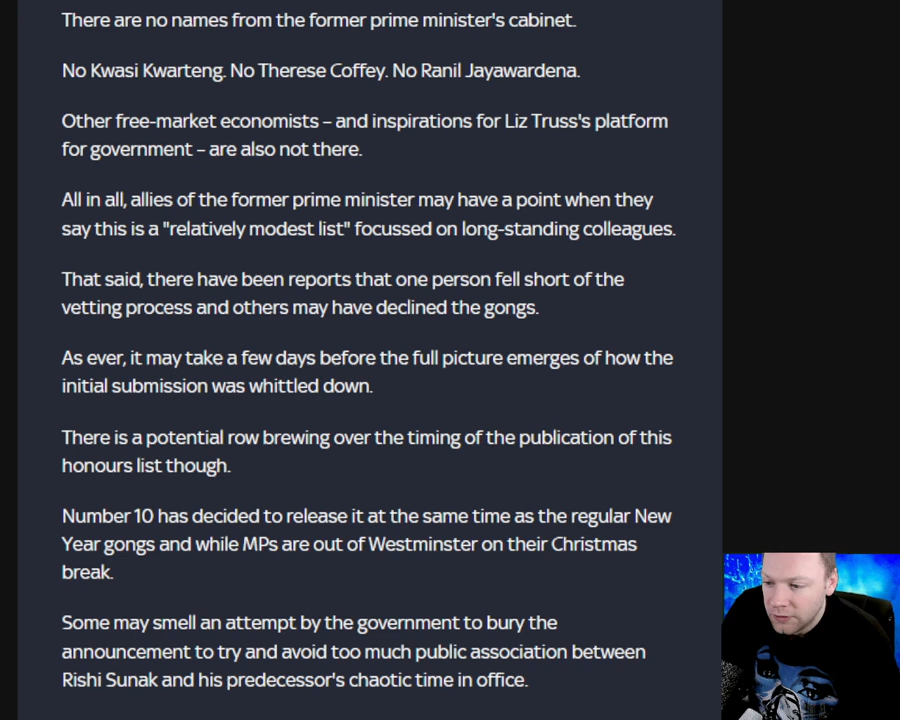 There are no names from the former prime minister's cabinet.
No Kwasi Kwarteng. No Therese Coffey. No Ranil Jayawardena.
Other free-market economists – and inspirations for Liz Truss's platform
for government – are also not there.
All in all, allies of the former prime minister may have a point when they
say this is a "relatively modest list" focussed on long-standing colleagues.
That said, there have been reports that one person fell short of the
vetting process and others may have declined the gongs.
As ever, it may take a few days before the full picture emerges of how the
initial submission was whittled down.
There is a potential row brewing over the timing of the publication of this
honours list though.
Number 10 has decided to release it at the same time as the regular New
Year gongs and while MPs are out of Westminster on their Christmas
break.
Some may smell an attempt by the government to bury the
announcement to try and avoid too much public association between
Rishi Sunak and his predecessor's chaotic time in office.